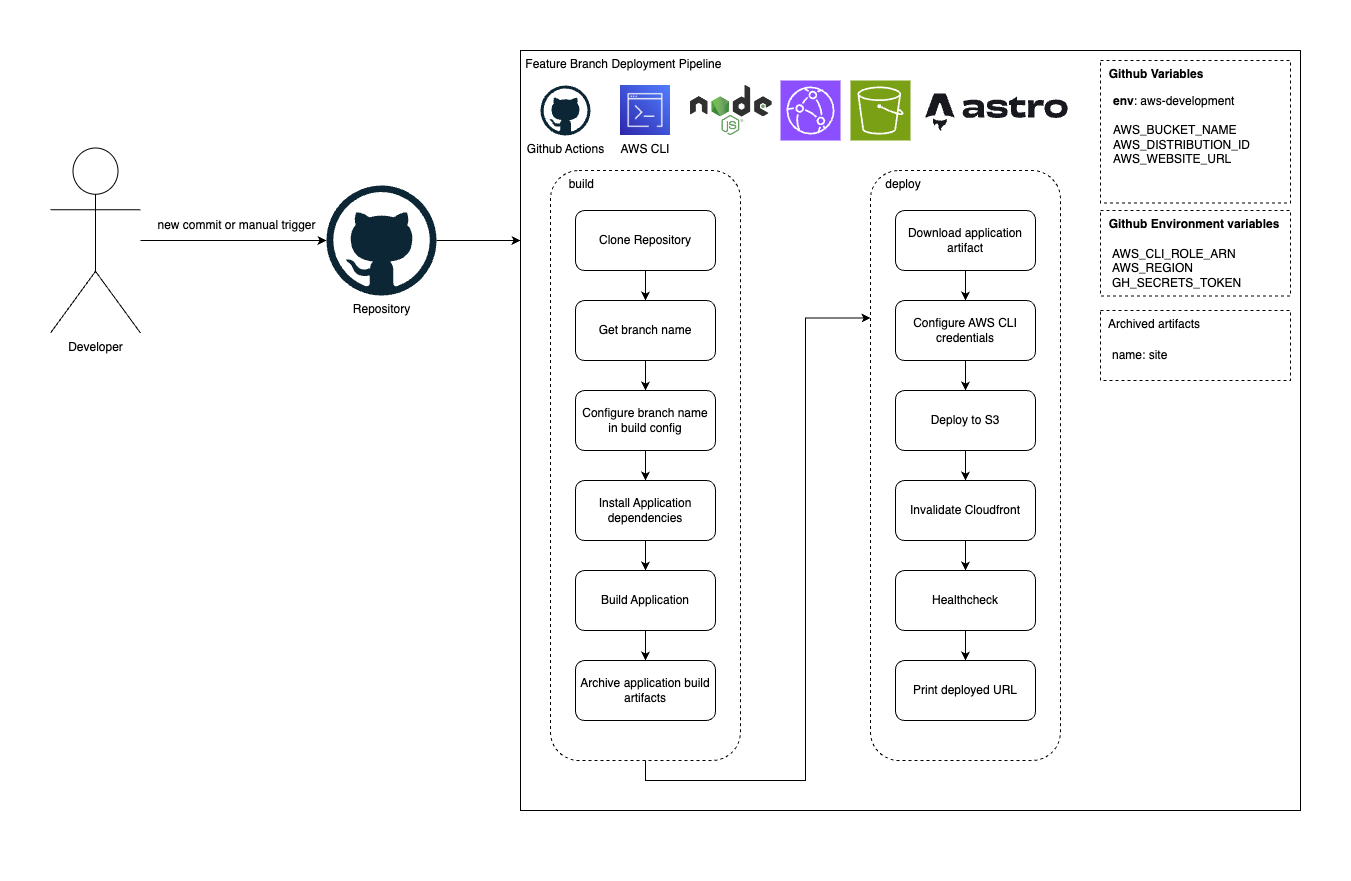 Feature Branch Deployment Pipeline
Github Actions
AWS CLI
node
JS
astro
Github Variables
env: aws-development
AWS_BUCKET_NAME
AWS_DISTRIBUTION_ID
AWS_WEBSITE_URL
Github Environment variables
AWS_CLI_ROLE_ARN
AWS_REGION
GH_SECRETS_TOKEN
Archived artifacts
name: site
Developer
new commit or manual trigger
Repository
build
Clone Repository
Get branch name
Configure branch name
in build config
Install Application
dependencies
Build Application
Archive application build
artifacts
deploy
Download application
artifact
Configure AWS CLI
credentials
Deploy to S3
Invalidate Cloudfront
Healthcheck
Print deployed URL